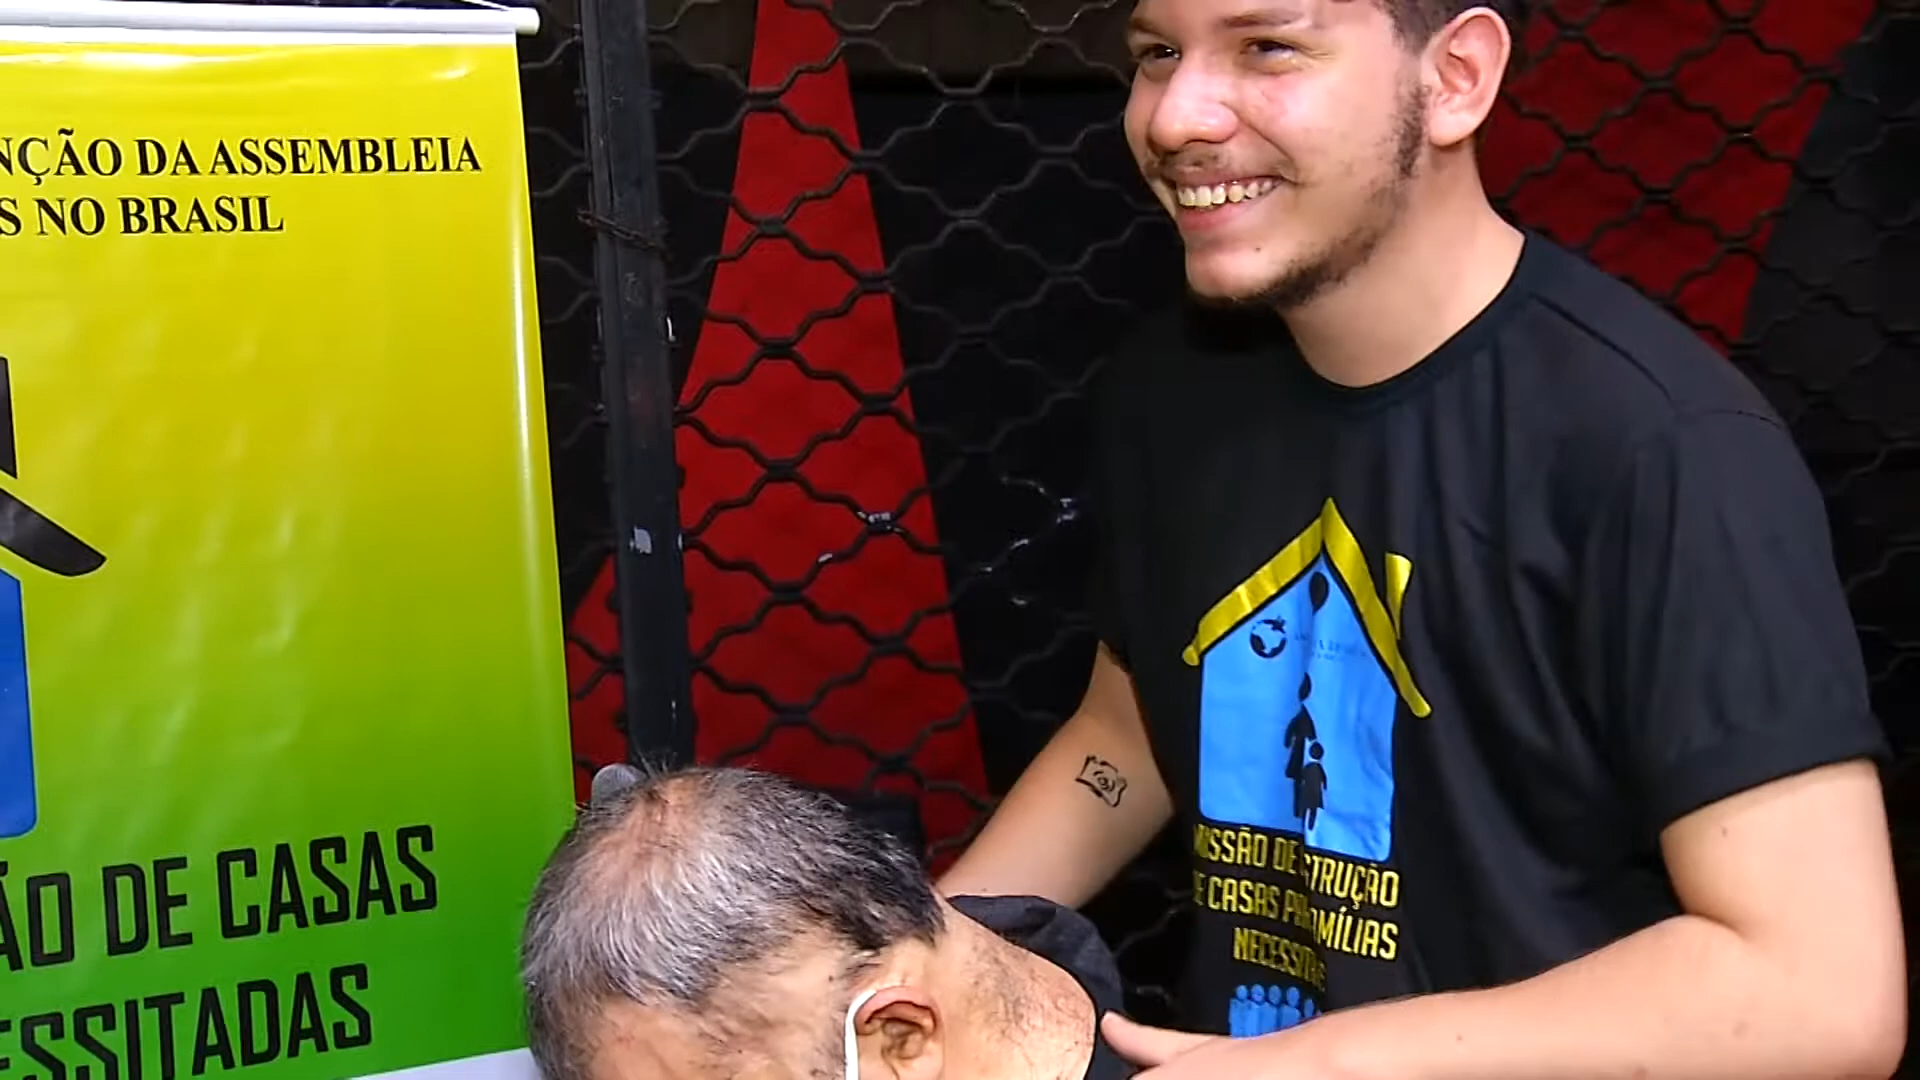 NÇÃO DA ASSEMBLEIA
S NO BRASIL
ÃO DE CASAS
ESSITADAS
MISSÃO DE STRUÇÃO
DE CASAS PA MÍLIAS
NECESSITA